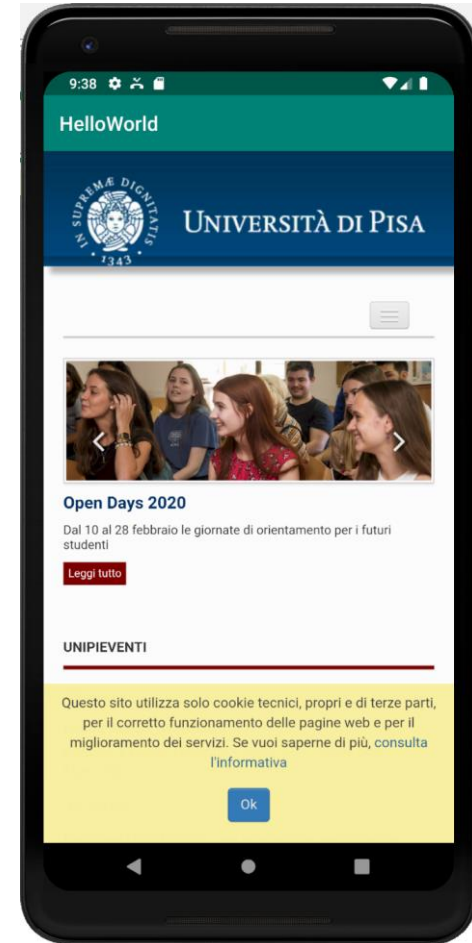 9:38
HelloWorld
IN SUPREMÆ DIGNITATIS
· 1343 ·
UNIVERSITÀ DI PISA
Open Days 2020
Dal 10 al 28 febbraio le giornate di orientamento per i futuri
studenti
Leggi tutto
UNIPIEVENTI
Questo sito utilizza solo cookie tecnici, propri e di terze parti,
per il corretto funzionamento delle pagine web e per il
miglioramento dei servizi. Se vuoi saperne di più, consulta
l'informativa
Ok